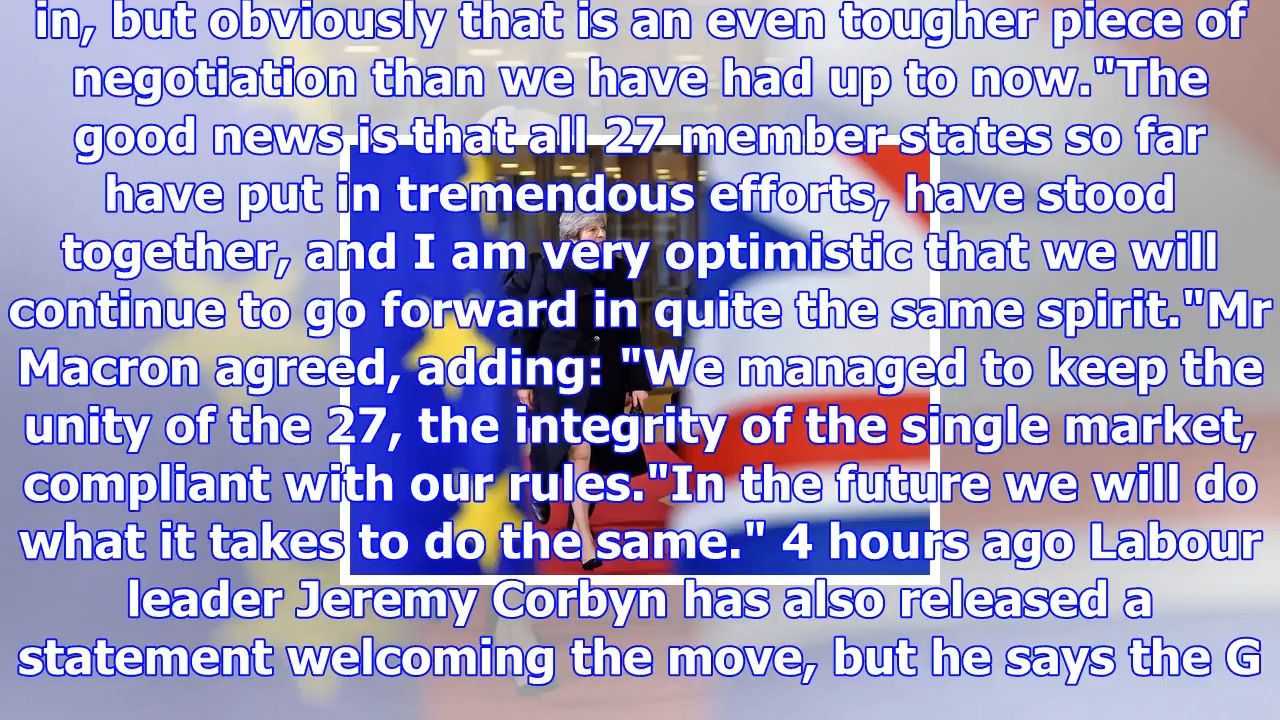 in, but obviously that is an even tougher piece of
negotiation than we have had up to now."The
good news is that all 27 member states so far
have put in tremendous efforts, have stood
together, and I am very optimistic that we will
continue to go forward in quite the same spirit."Mr
Macron agreed, adding: "We managed to keep the
unity of the 27, the integrity of the single market,
compliant with our rules."In the future we will do
what it takes to do the same." 4 hours ago Labour
leader Jeremy Corbyn has also released a
statement welcoming the move, but he says the G